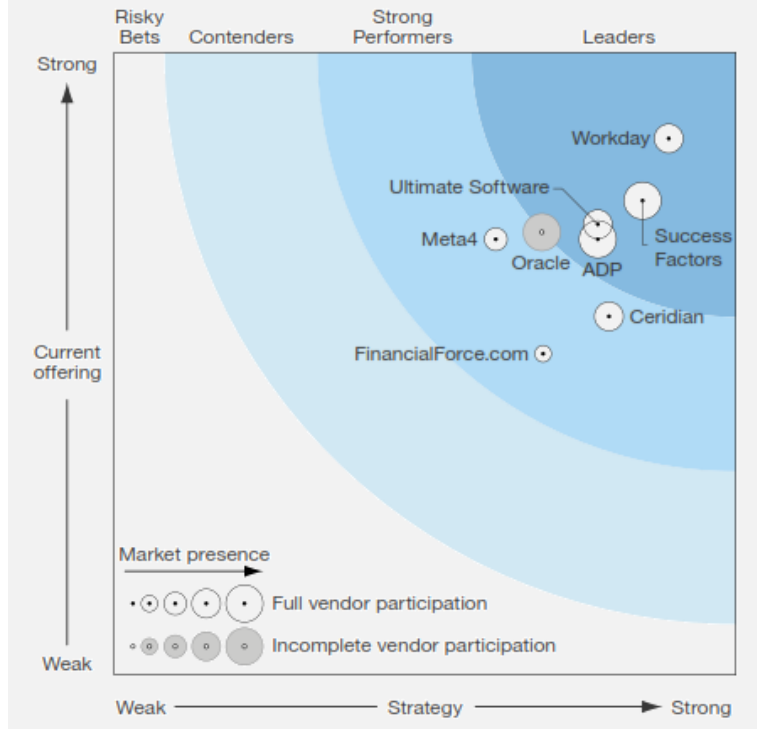 Risky
Bets
Contenders
Strong
Performers
Leaders
Strong
Workday
Ultimate Software
Meta4
Oracle
ADP
Success
Factors
Ceridian
FinancialForce.com
Current
offering
Market presence
Full vendor participation
Incomplete vendor participation
Weak
Weak
Strategy
Strong